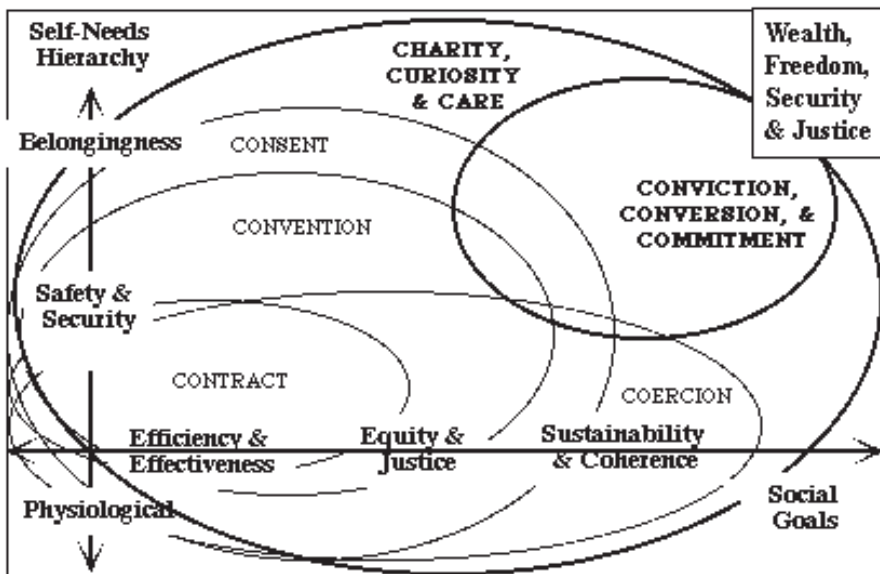 Self-Needs
Hierarchy
CHARITY,
CURIOSITY
& CARE
Wealth,
Freedom,
Security
& Justice
Belongingness
CONSENT
CONVICTION,
CONVERSION, &
COMMITMENT
CONVENTION
Safety &
Security
CONTRACT
COERCION
Efficiency &
Effectiveness
Equity &
Justice
Sustainability
& Coherence
Physiological
Social
Goals